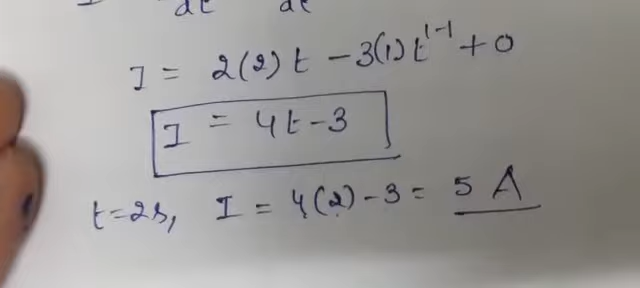 I = 2(2)t - 3(1)t^{1-1} + 0
I = 4t - 3
t=2s, I = 4(2) - 3 = 5 A